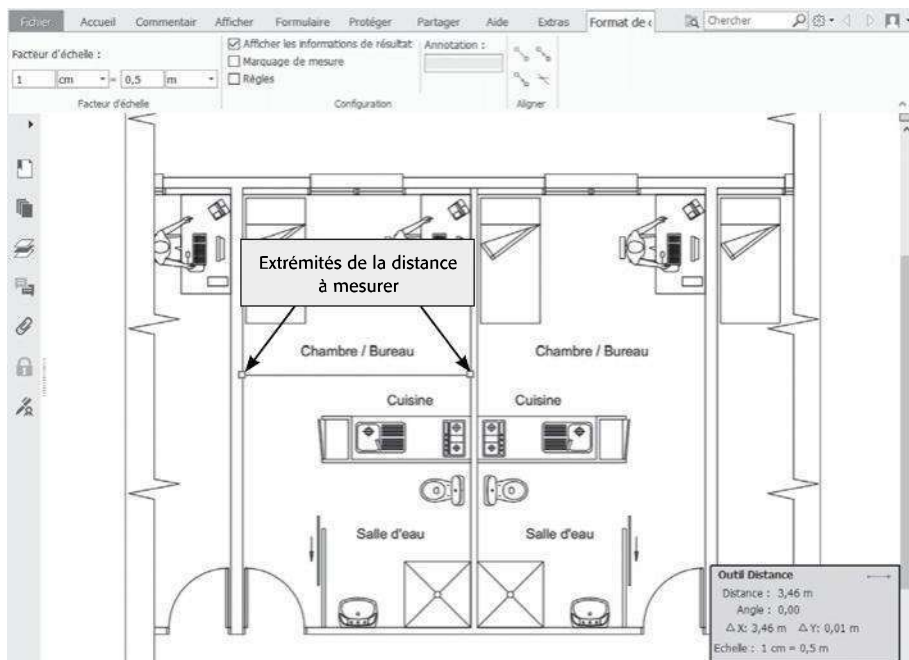 Fichier Accueil Commentair Afficher Formulaire Protéger Partager Aide Extras Format de c Chercher
Facteur d'échelle :
1 cm = 0,5 m
Facteur d'échelle
Afficher les informations de résultat
Marquage de mesure
Règles
Configuration
Annotation :
Aligner
Extrémités de la distance
à mesurer
Chambre / Bureau
Chambre / Bureau
Cuisine
Cuisine
Salle d'eau
Salle d'eau
Outil Distance
Distance : 3,46 m
Angle : 0,00
△X: 3,46 m △Y: 0,01 m
Echelle : 1 cm = 0,5 m